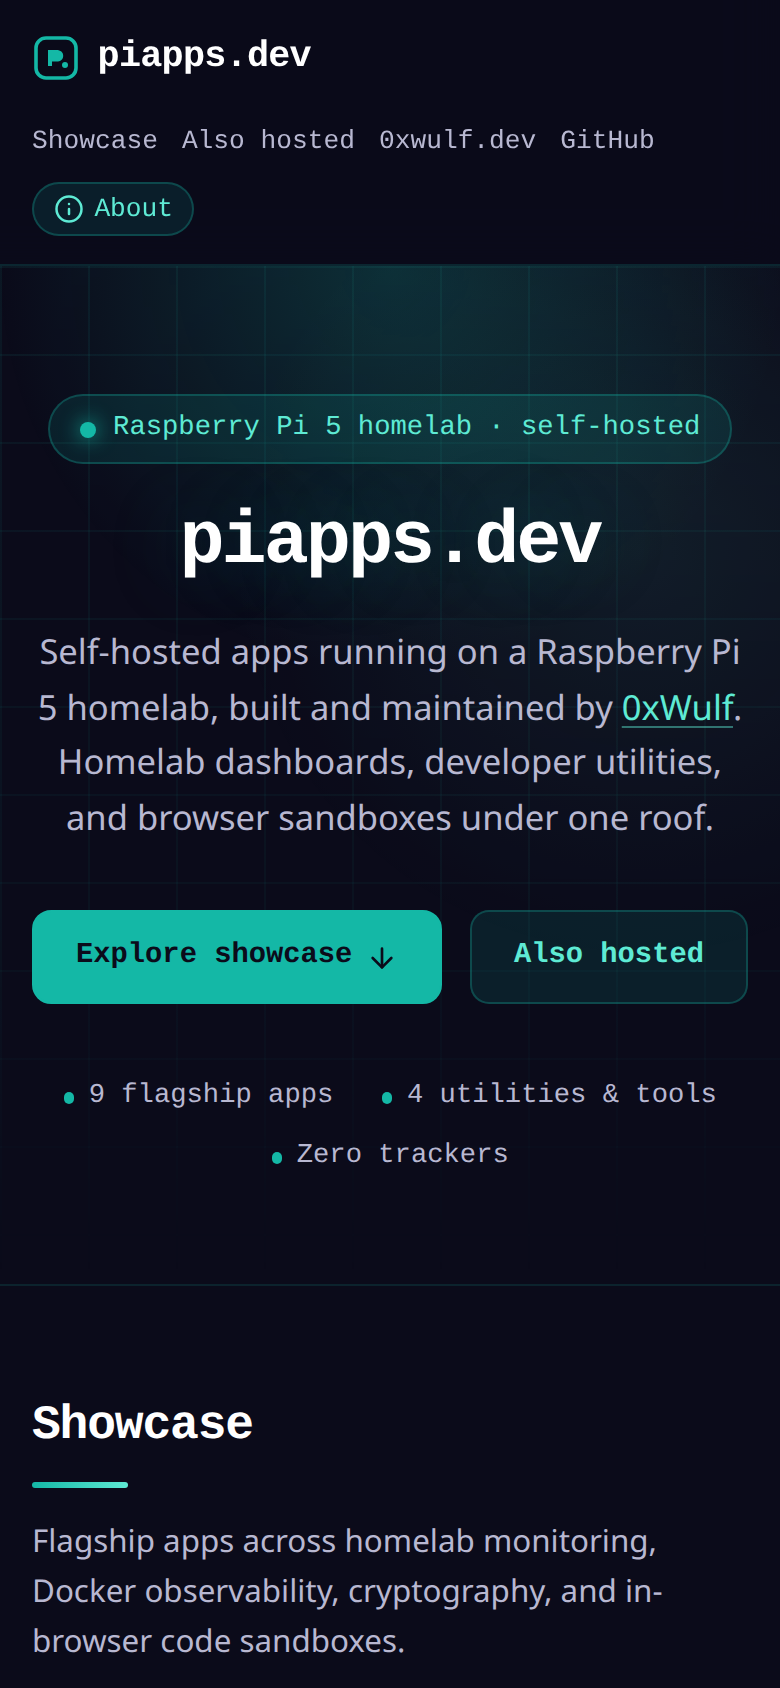 piapps.dev
Showcase Also hosted 0xwulf.dev GitHub
About
Raspberry Pi 5 homelab · self-hosted
piapps.dev
Self-hosted apps running on a Raspberry Pi
5 homelab, built and maintained by 0xWulf.
Homelab dashboards, developer utilities,
and browser sandboxes under one roof.
Explore showcase ↓ Also hosted
9 flagship apps 4 utilities & tools
Zero trackers
Showcase
Flagship apps across homelab monitoring,
Docker observability, cryptography, and in-
browser code sandboxes.